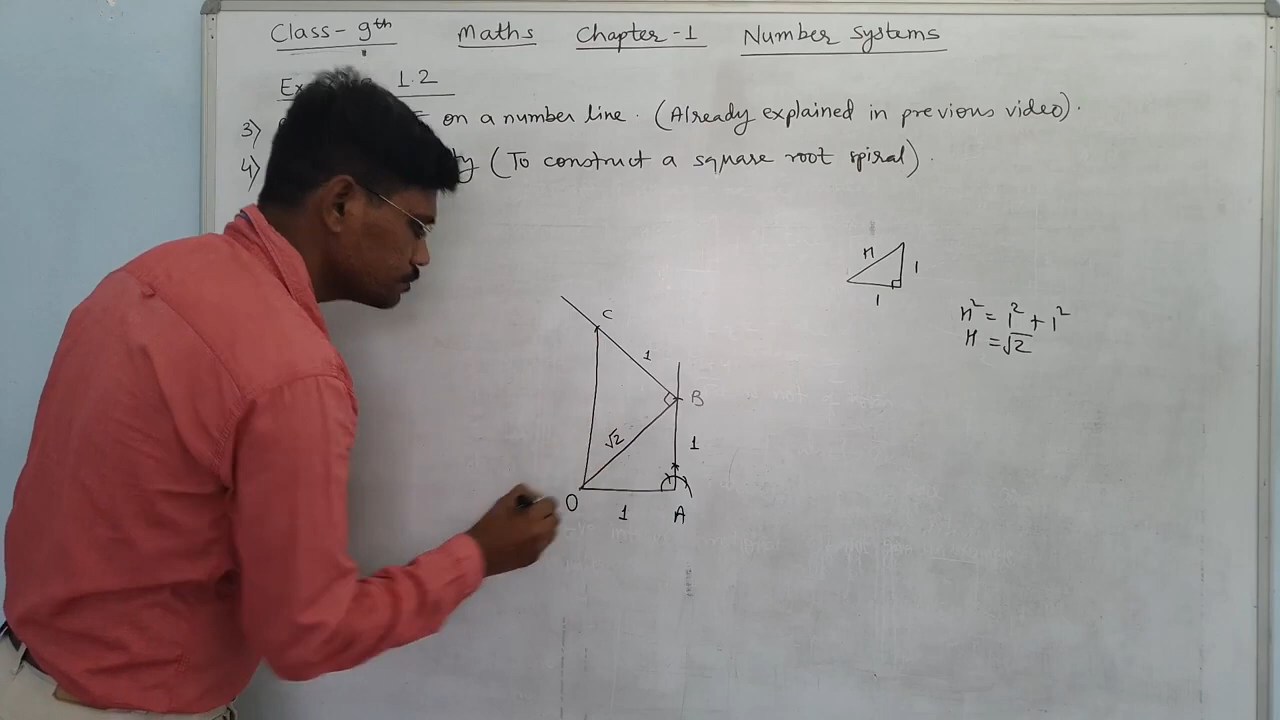 Class - 9th Maths Chapter - 1 Number Systems
1.2
3) on a number line. (Already explained in previous video).
4) (To construct a square root spiral).
H
1
1
H² = 1² + 1²
H = √2
C
1
B
√2
1
O
1
A